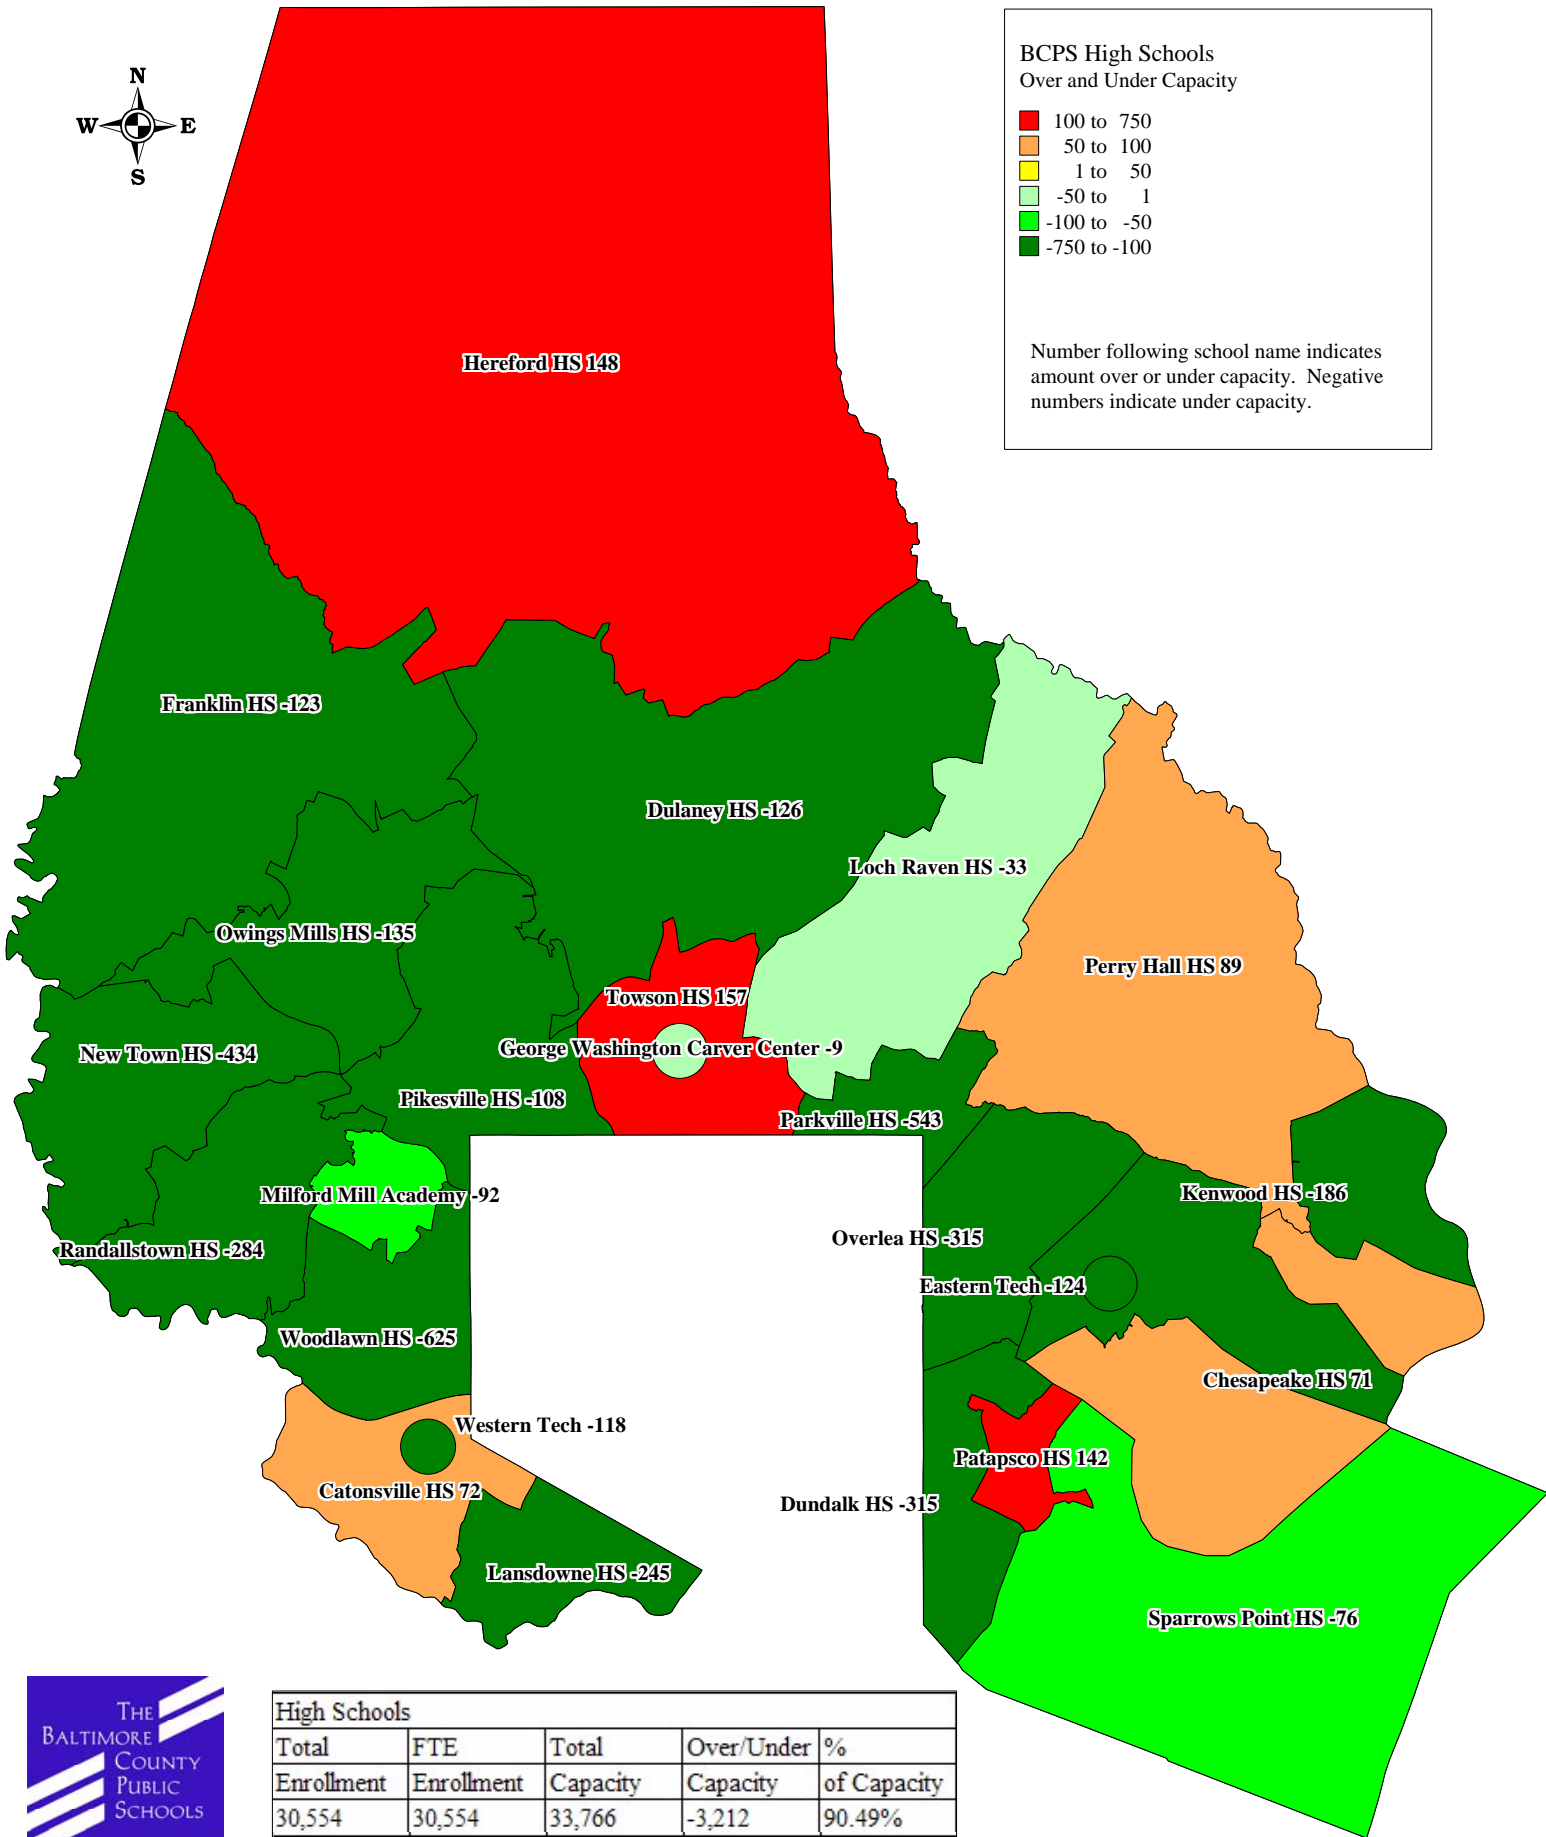 N
W E
S
BCPS High Schools
Over and Under Capacity
100 to 750
50 to 100
1 to 50
-50 to 1
-100 to -50
-750 to -100
Number following school name indicates
amount over or under capacity. Negative
numbers indicate under capacity.
Hereford HS 148
Franklin HS -123
Dulaney HS -126
Loch Raven HS -33
Owings Mills HS -135
Perry Hall HS 89
Towson HS 157
New Town HS -434
George Washington Carver Center -9
Pikesville HS -108
Parkville HS -543
Milford Mill Academy -92
Kenwood HS -186
Randallstown HS -284
Overlea HS -315
Eastern Tech -124
Woodlawn HS -625
Chesapeake HS 71
Western Tech -118
Patapsco HS 142
Catonsville HS 72
Dundalk HS -315
Lansdowne HS -245
Sparrows Point HS -76
THE
BALTIMORE
COUNTY
PUBLIC
SCHOOLS
High Schools
Total FTE Total Over/Under %
Enrollment Enrollment Capacity Capacity of Capacity
30,554 30,554 33,766 -3,212 90.49%